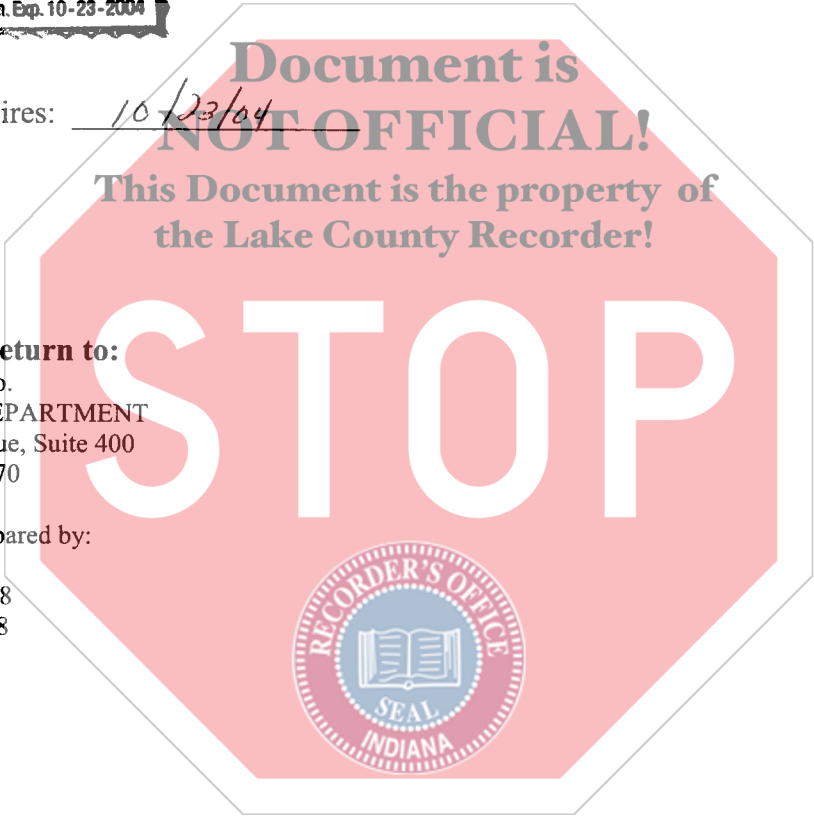 Exp. 10-23-2004
Document is
ires: 10/23/04
NOT OFFICIAL!
This Document is the property of
the Lake County Recorder!
STOP
eturn to:
o.
EPARTMENT
ue, Suite 400
70
pared by:
8
8
RECORDER'S OFFICE
SEAL
INDIANA